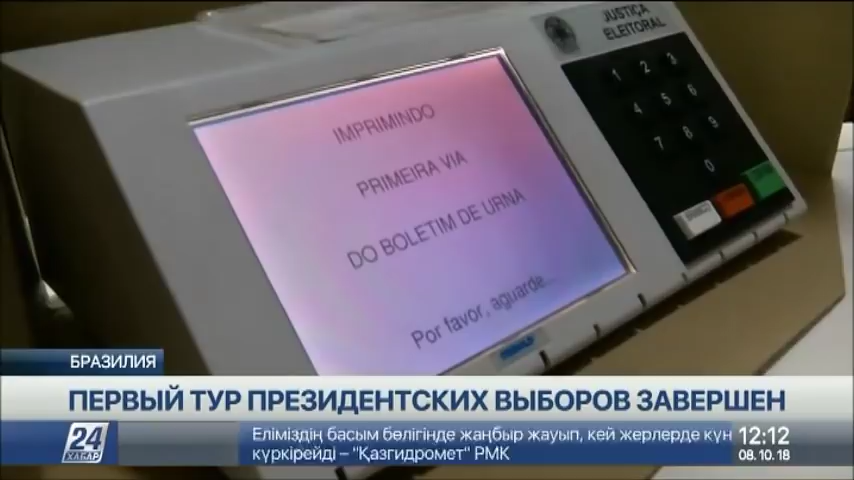 JUSTIÇA
ELEITORAL
IMPRIMINDO
PRIMEIRA VIA
DO BOLETIM DE URNA
Por favor, aguarde...
1 2 3
4 5 6
7 8 9
0
BRANCO
БРАЗИЛИЯ
ПЕРВЫЙ ТУР ПРЕЗИДЕНТСКИХ ВЫБОРОВ ЗАВЕРШЕН
24
ХАБАР
Еліміздің басым бөлігінде жаңбыр жауып, кей жерлерде күн
күркірейді – "Қазгидромет" РМК
12:12
08.10.18